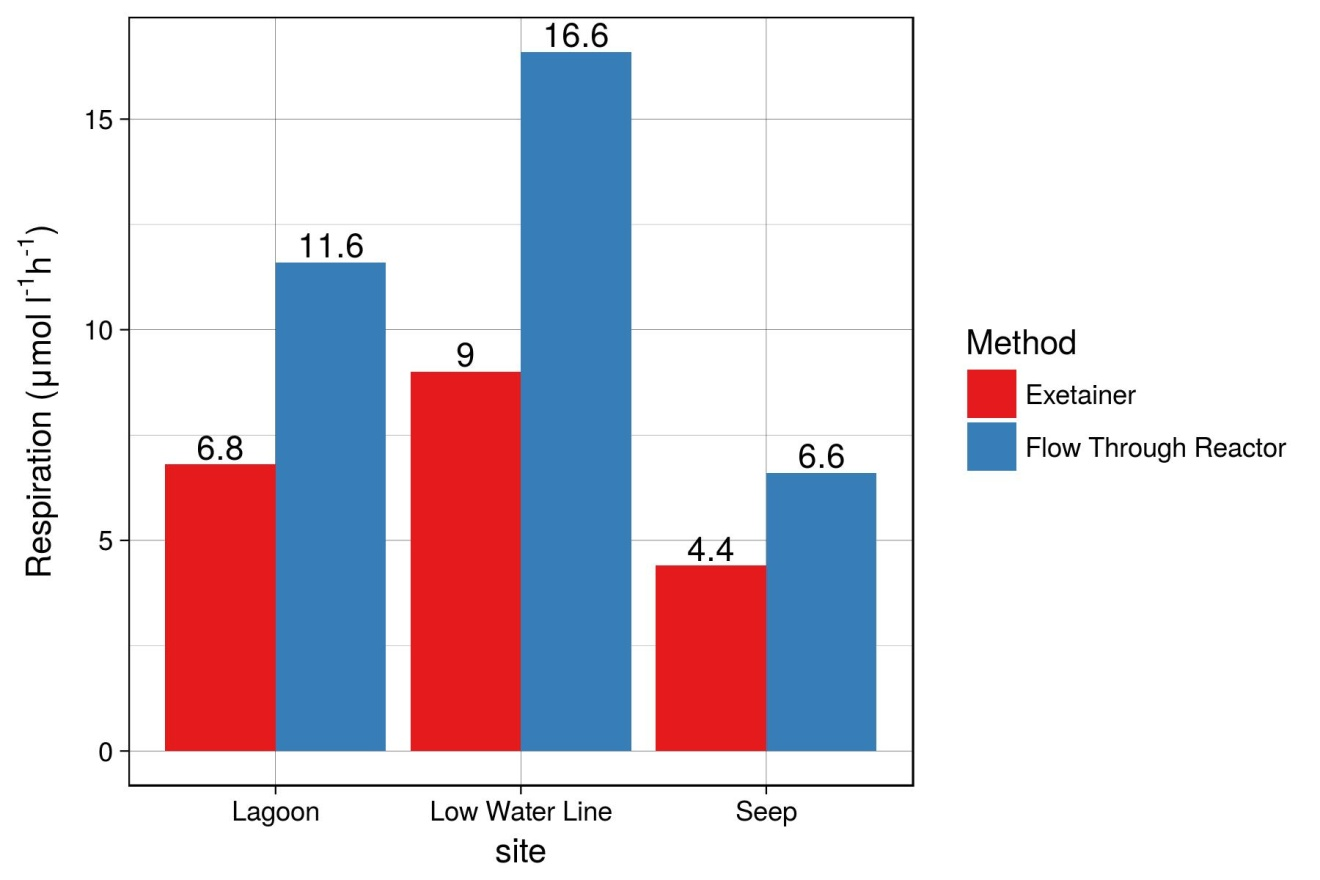 Respiration (μmol l⁻¹h⁻¹)
15
10
5
0
6.8
11.6
9
16.6
4.4
6.6
Lagoon
Low Water Line
Seep
site
Method
Exetainer
Flow Through Reactor